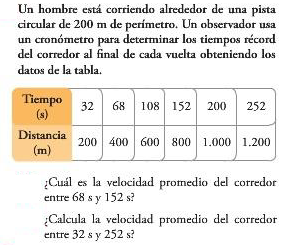 Un hombre está corriendo alrededor de una pista
circular de 200 m de perímetro. Un observador usa
un cronómetro para determinar los tiempos récord
del corredor al final de cada vuelta obteniendo los
datos de la tabla.
Tiempo (s) 32 68 108 152 200 252
Distancia (m) 200 400 600 800 1.000 1.200
¿Cuál es la velocidad promedio del corredor
entre 68 s y 152 s?
¿Calcula la velocidad promedio del corredor
entre 32 s y 252 s?